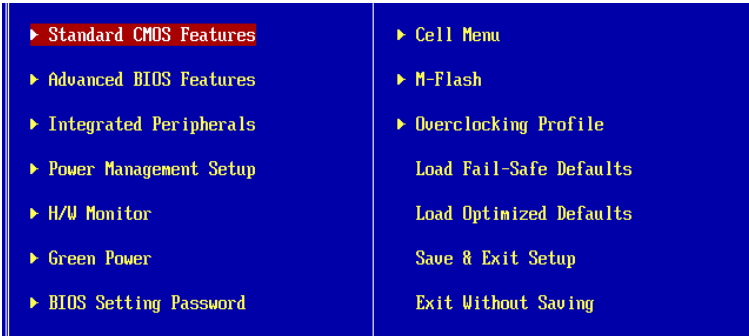 Standard CMOS Features
Advanced BIOS Features
Integrated Peripherals
Power Management Setup
H/W Monitor
Green Power
BIOS Setting Password
Cell Menu
M-Flash
Overclocking Profile
Load Fail-Safe Defaults
Load Optimized Defaults
Save & Exit Setup
Exit Without Saving